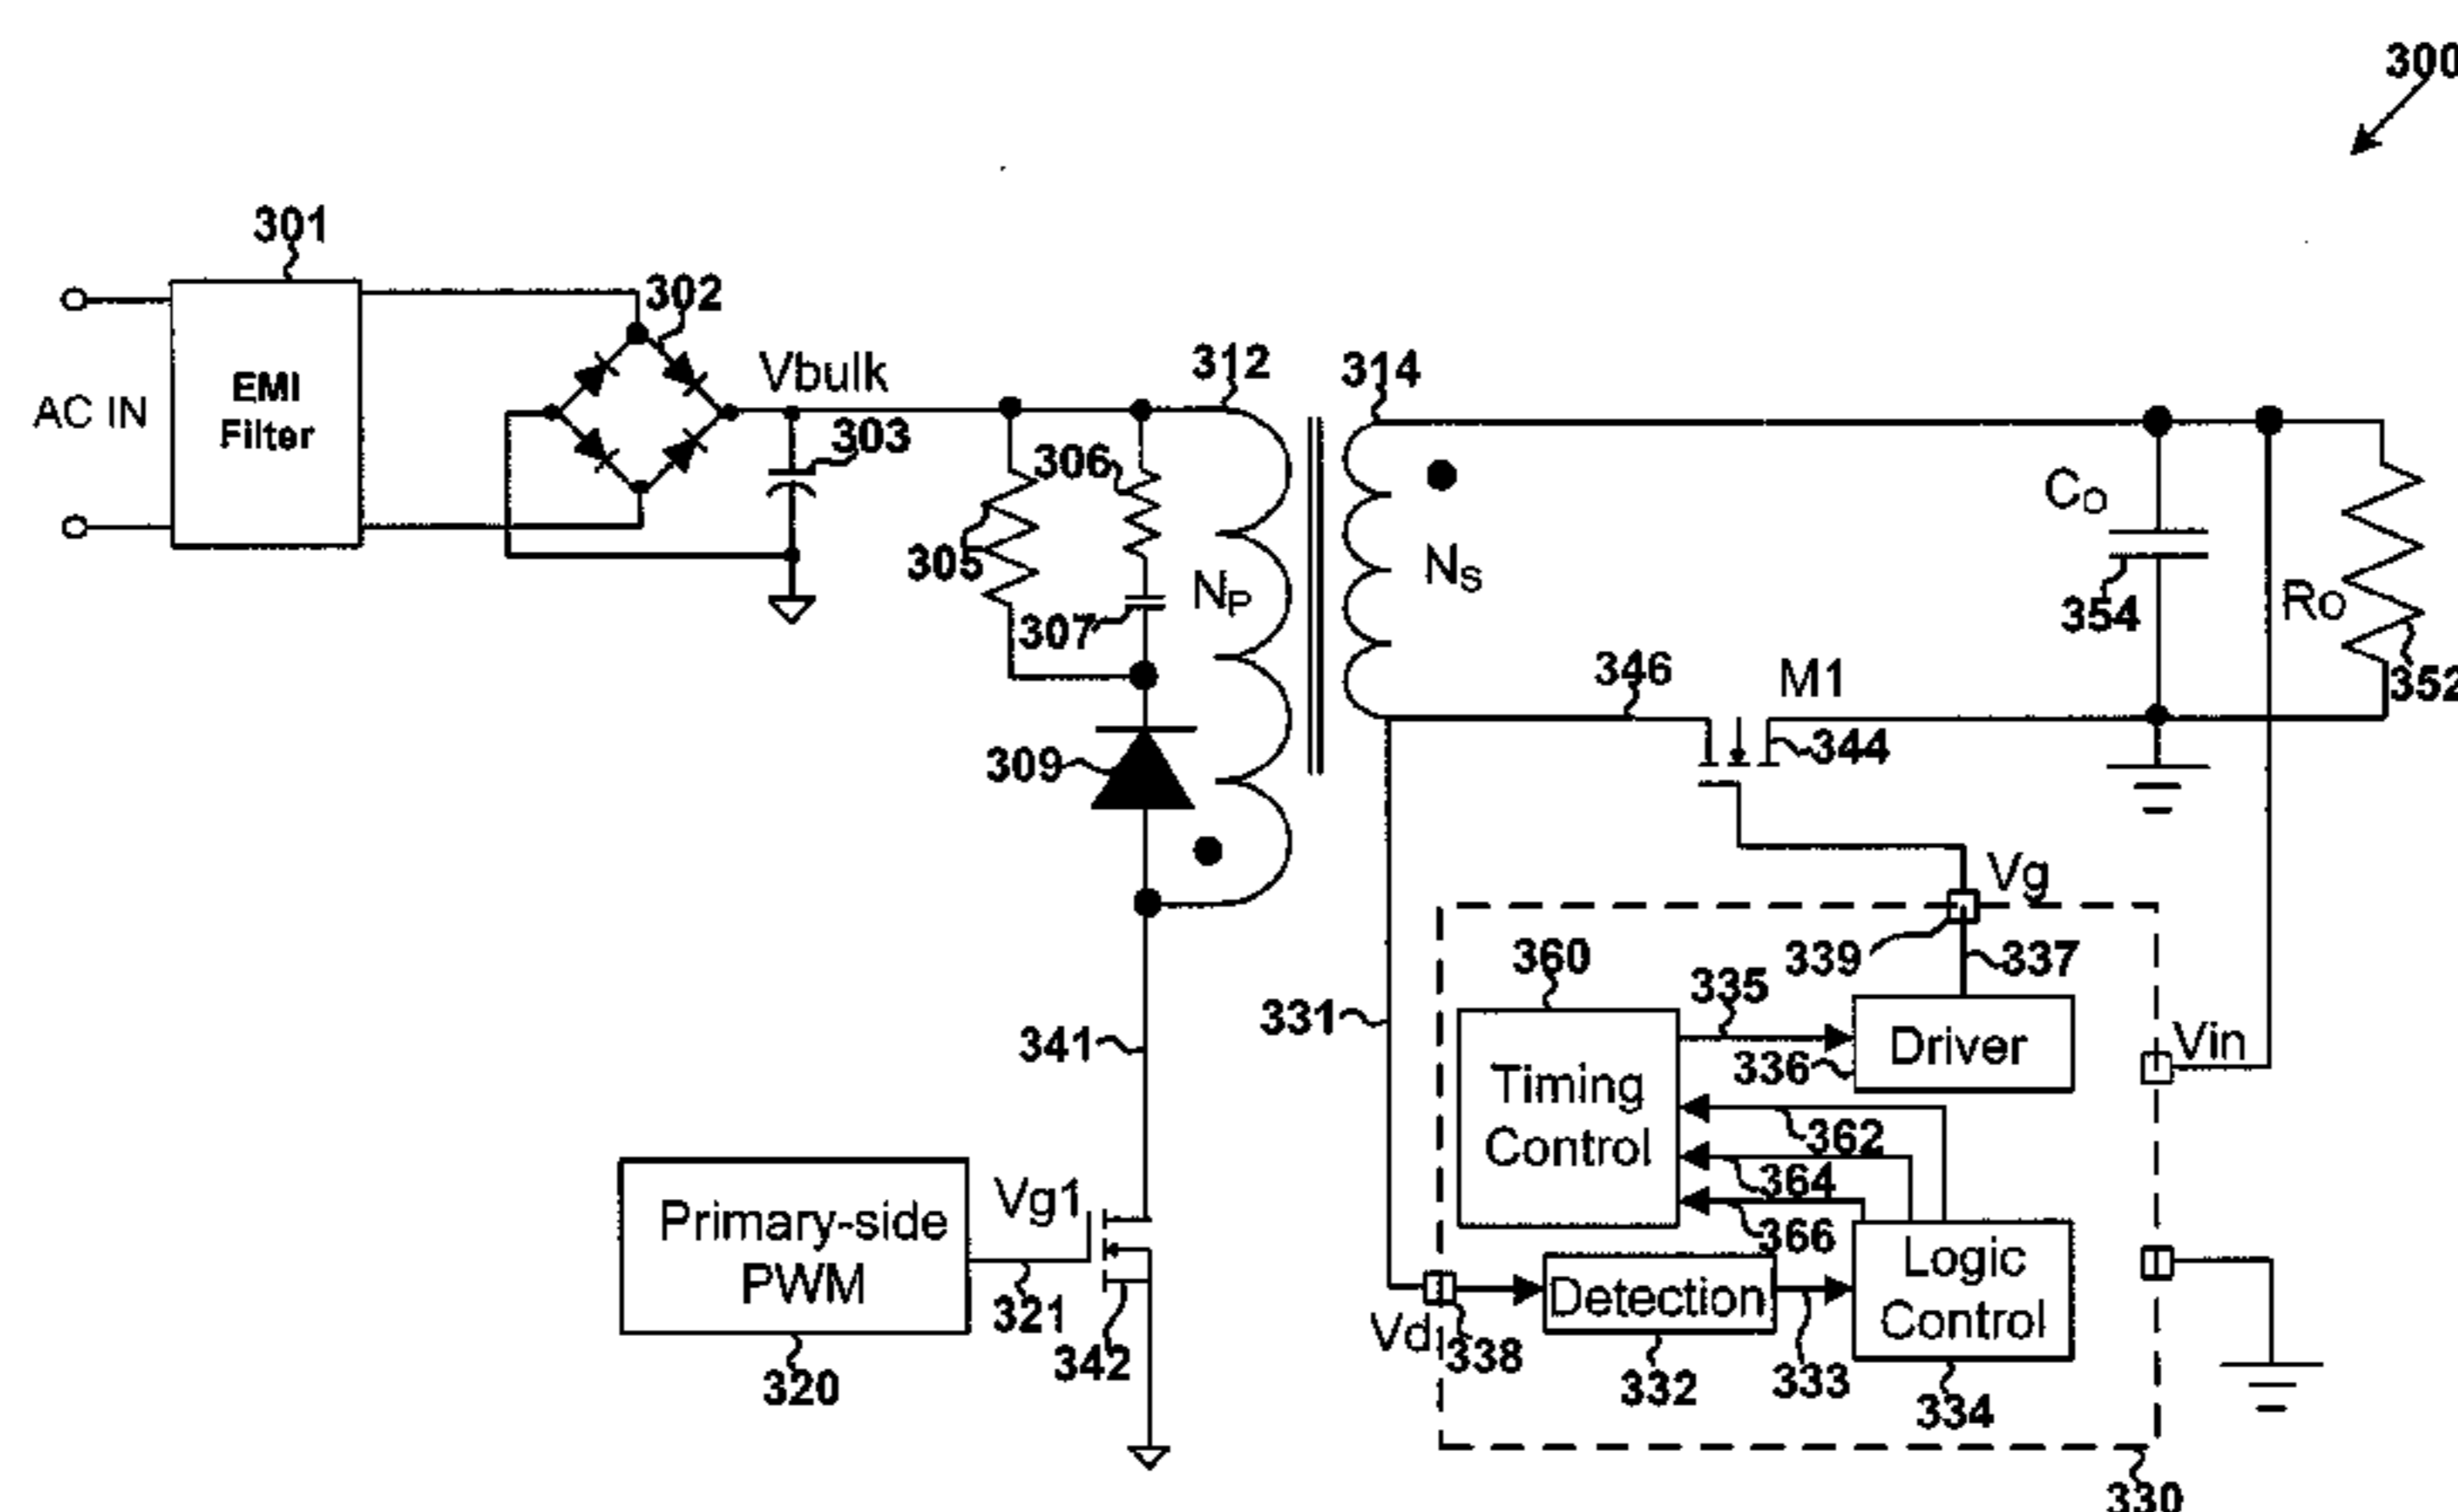 300
301
302
EMI
Filter
AC IN
Vbulk
303
312
314
306
305
307
NP
NS
CO
354
RO
352
346
M1
344
309
Vg
339
337
360
335
331
341
336
Driver
Vin
Timing
Control
362
364
366
Primary-side
PWM
Vg1
321
342
320
Logic
Control
Detection
Vd
338
332
333
334
330